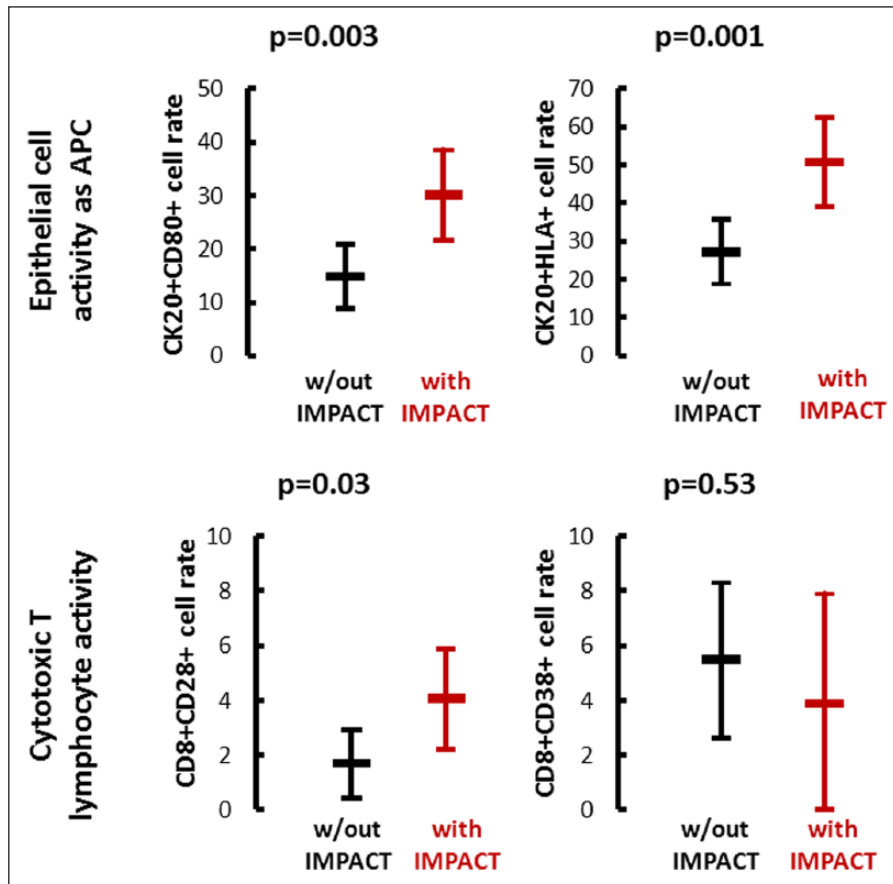 p=0.003
p=0.001
Epithelial cell
activity as APC
CK20+CD80+ cell rate
50
40
30
20
10
0
w/out
IMPACT
with
IMPACT
CK20+HLA+ cell rate
70
60
50
40
30
20
10
0
w/out
IMPACT
with
IMPACT
p=0.03
p=0.53
Cytotoxic T
lymphocyte activity
CD8+CD28+ cell rate
10
8
6
4
2
0
w/out
IMPACT
with
IMPACT
CD8+CD38+ cell rate
10
8
6
4
2
0
w/out
IMPACT
with
IMPACT